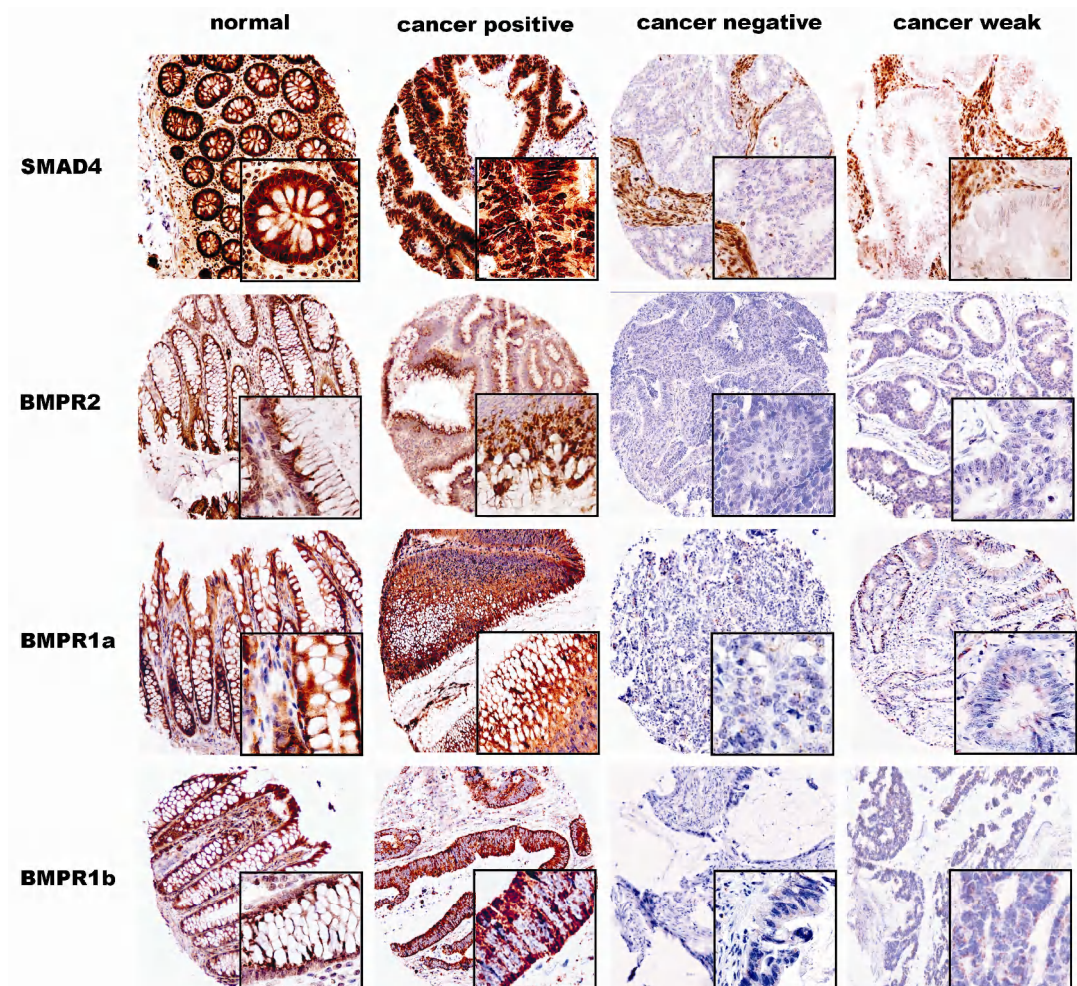 normal
cancer positive
cancer negative
cancer weak
SMAD4
BMPR2
BMPR1a
BMPR1b